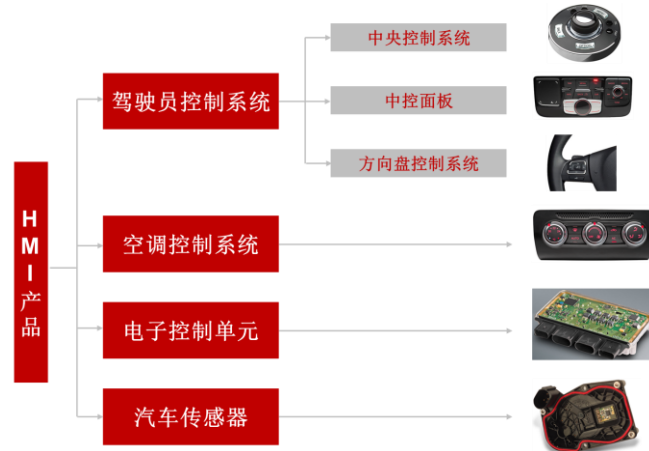 HMI产品
驾驶员控制系统
中央控制系统
中控面板
方向盘控制系统
空调控制系统
电子控制单元
汽车传感器